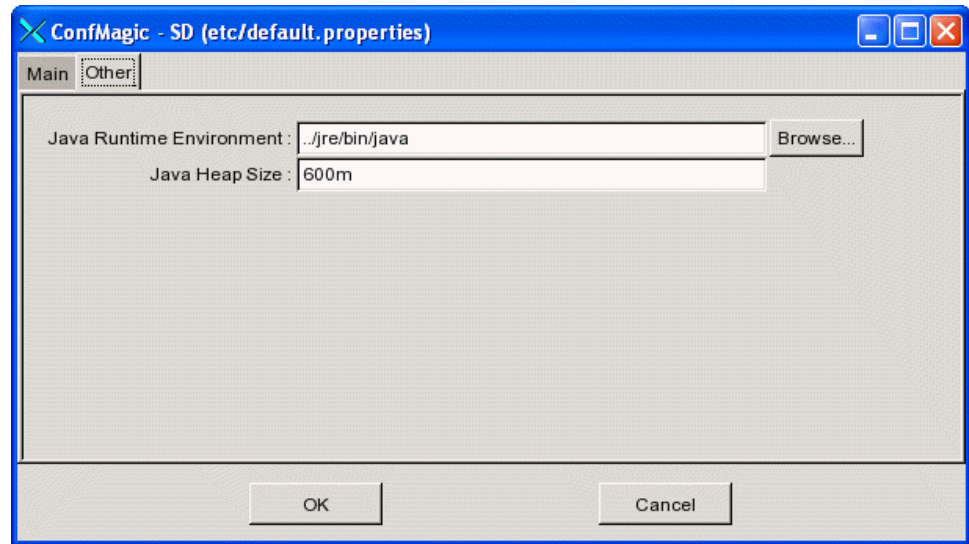 ConfMagic - SD (etc/default.properties)
Main Other
Java Runtime Environment : ../jre/bin/java Browse...
Java Heap Size : 600m
OK Cancel